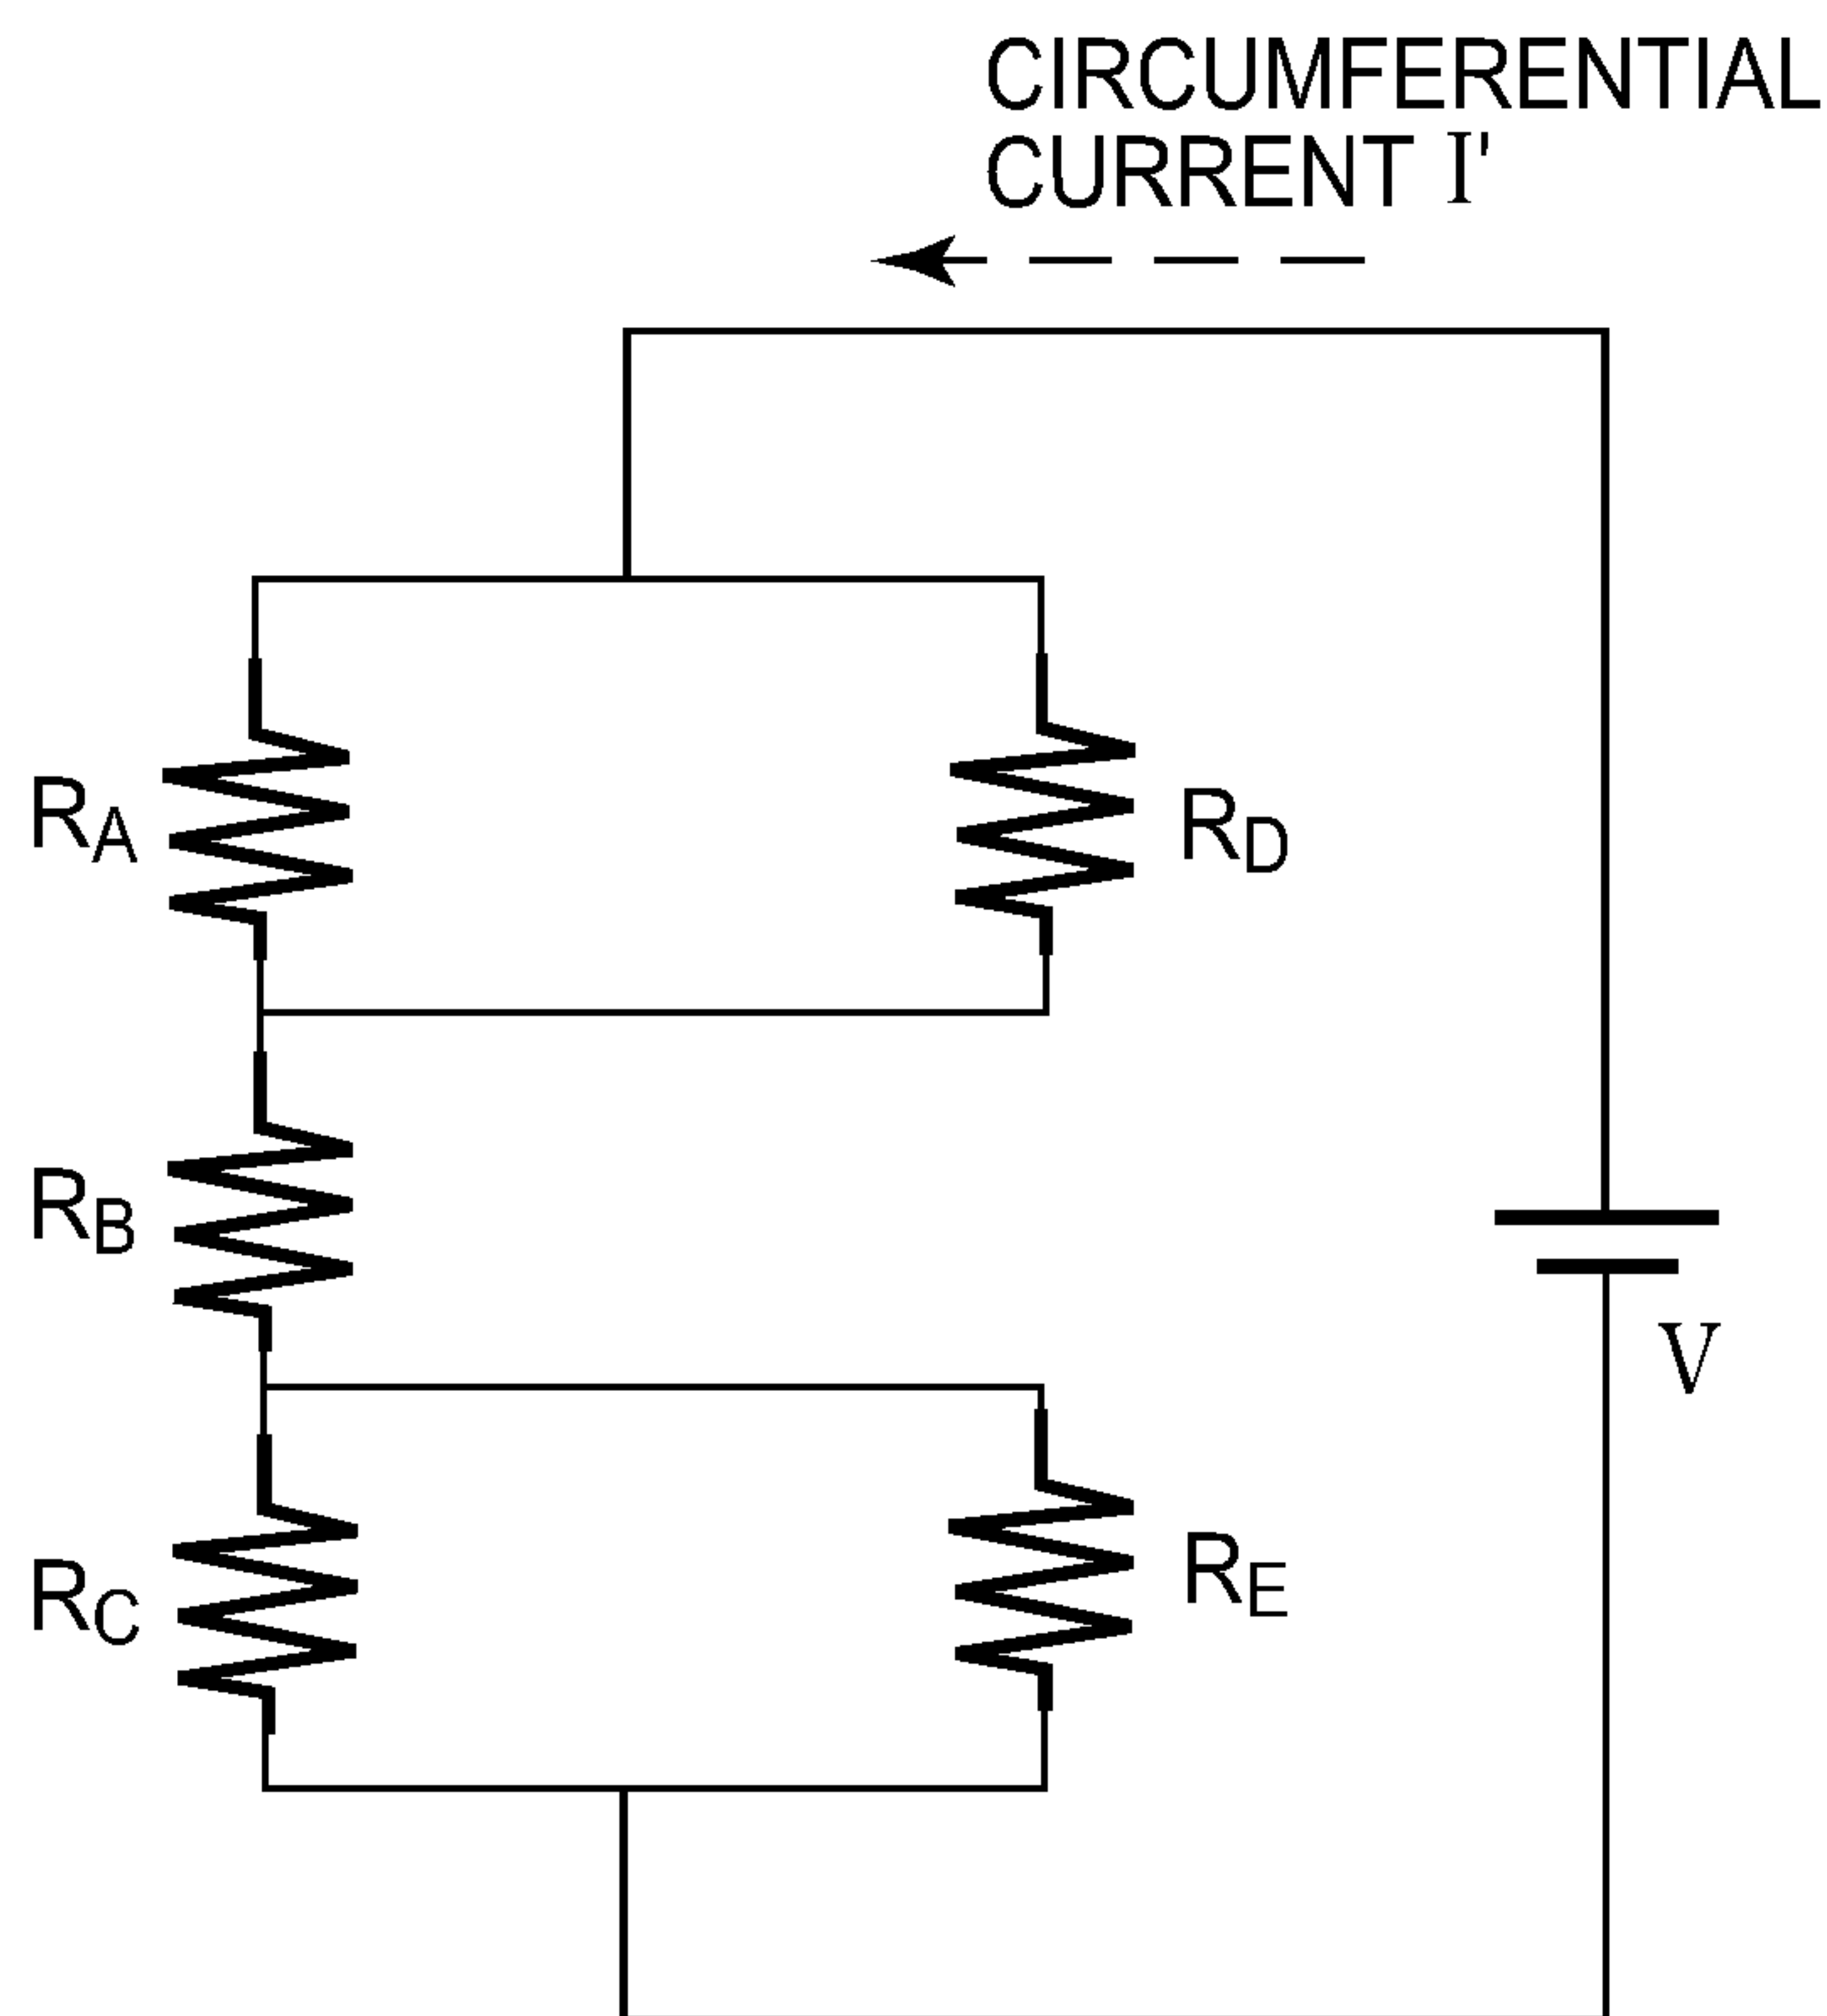 CIRCUMFERENTIAL
CURRENT I'
RA
RD
RB
V
RC
RE